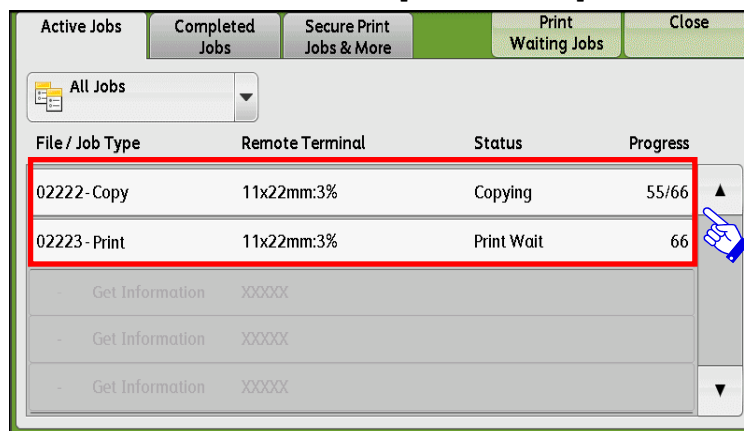 Active Jobs
Completed
Jobs
Secure Print
Jobs & More
Print
Waiting Jobs
Close
All Jobs
File / Job Type Remote Terminal Status Progress
02222 - Copy 11x22mm:3% Copying 55/66
02223 - Print 11x22mm:3% Print Wait 66
- Get Information XXXXX
- Get Information XXXXX
- Get Information XXXXX